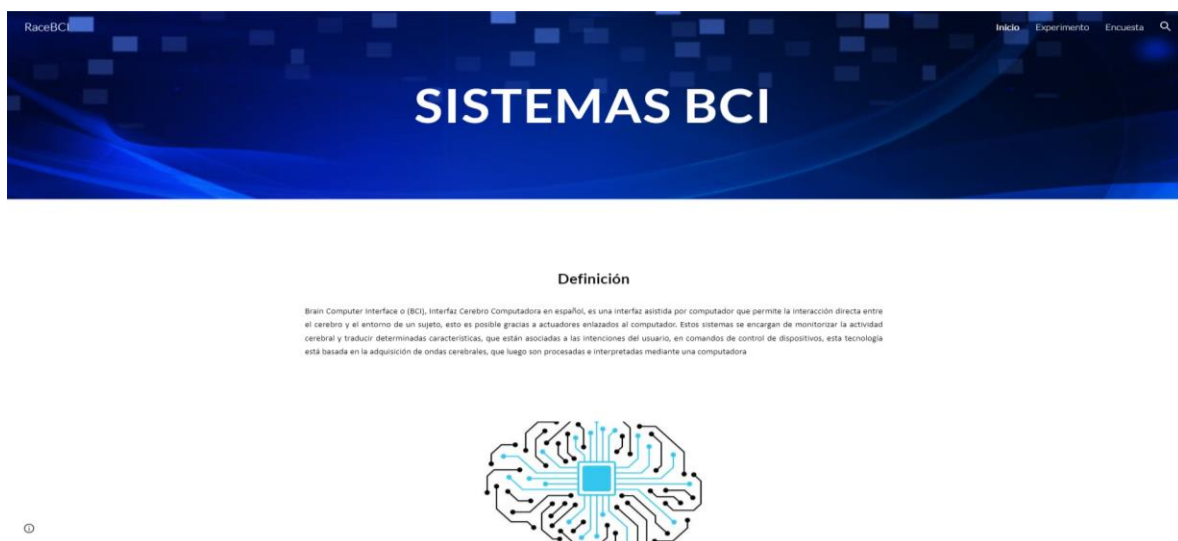 RaceBCI
Inicio Experimento Encuesta
SISTEMAS BCI
Definición
Brain Computer Interface o (BCI), Interfaz Cerebro Computadora en español, es una interfaz asistida por computador que permite la interacción directa entre
el cerebro y el entorno de un sujeto, esto es posible gracias a actuadores enlazados al computador. Estos sistemas se encargan de monitorizar la actividad
cerebral y traducir determinadas características, que están asociadas a las intenciones del usuario, en comandos de control de dispositivos, esta tecnología
está basada en la adquisición de ondas cerebrales, que luego son procesadas e interpretadas mediante una computadora